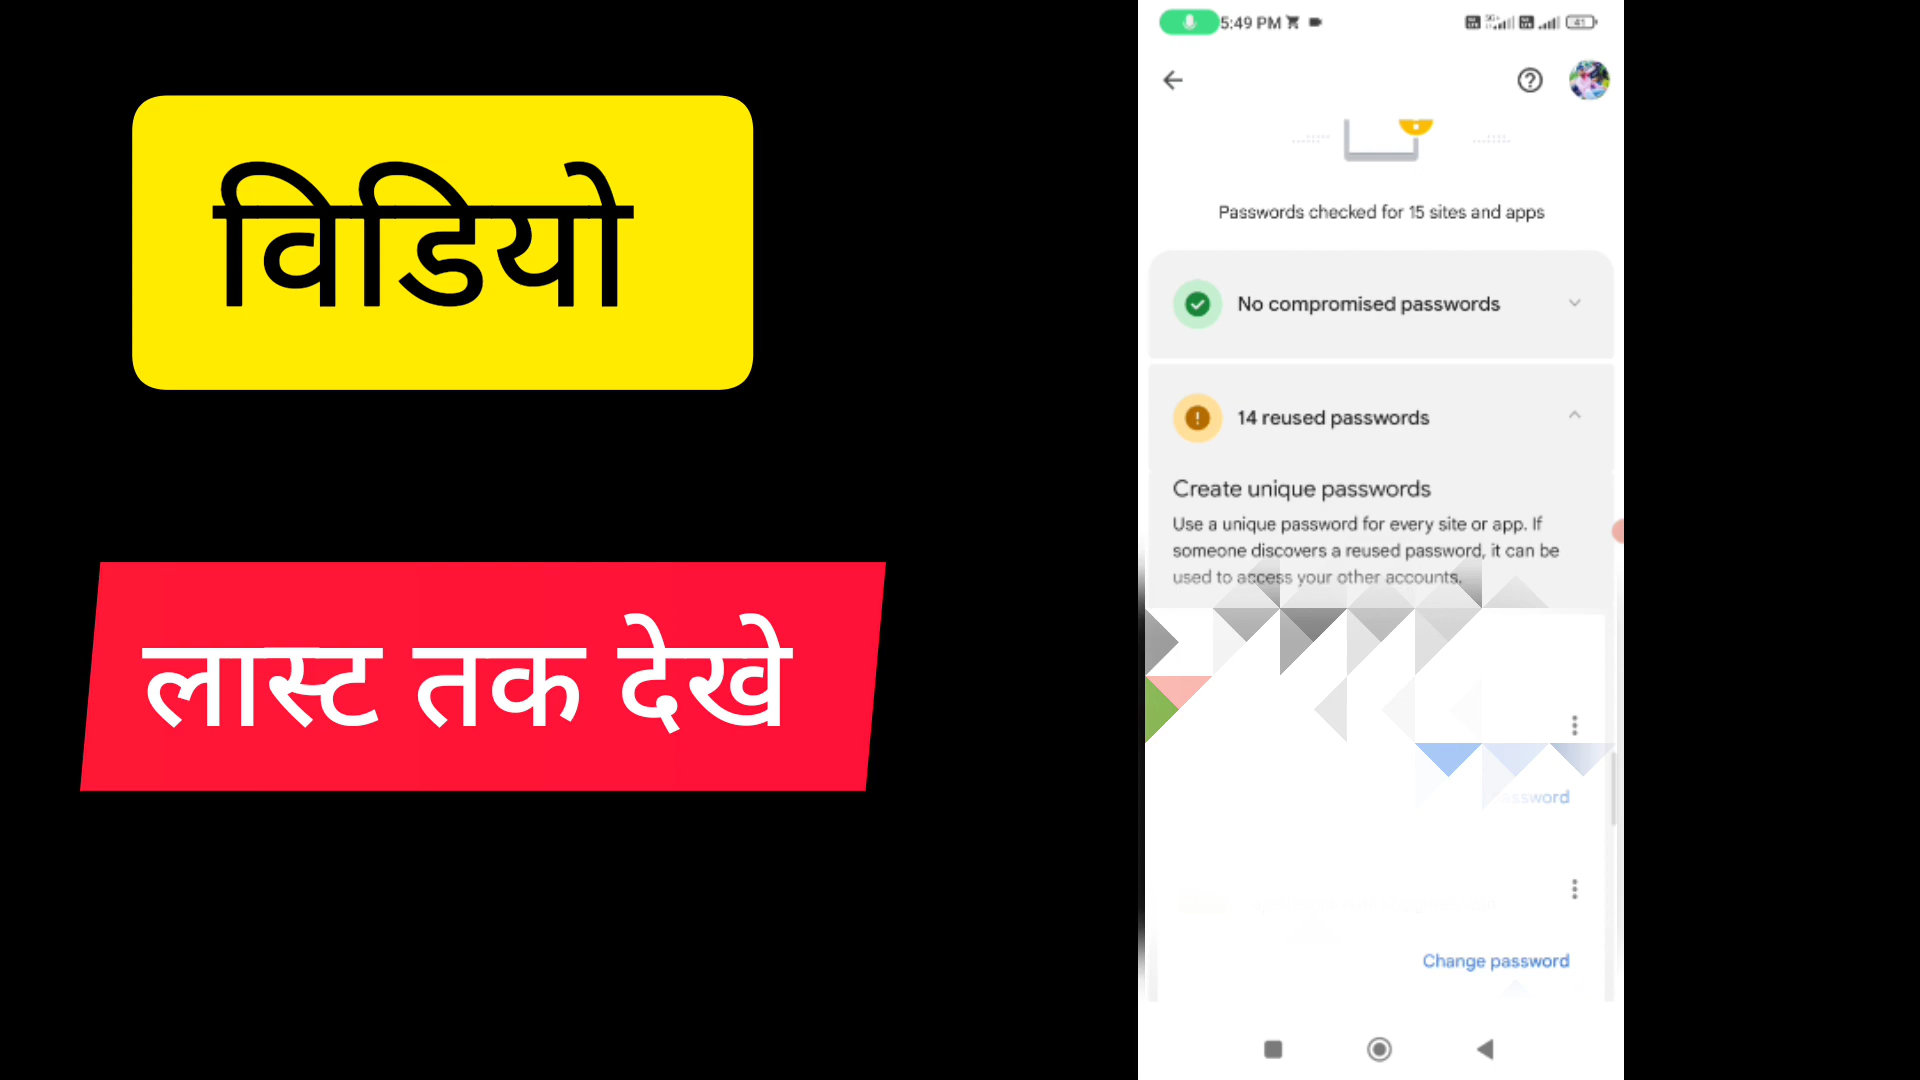 विडियो
लास्ट तक देखे
5:49 PM
41
Passwords checked for 15 sites and apps
No compromised passwords
14 reused passwords
Create unique passwords
Use a unique password for every site or app. If
someone discovers a reused password, it can be
used to access your other accounts.
Change password